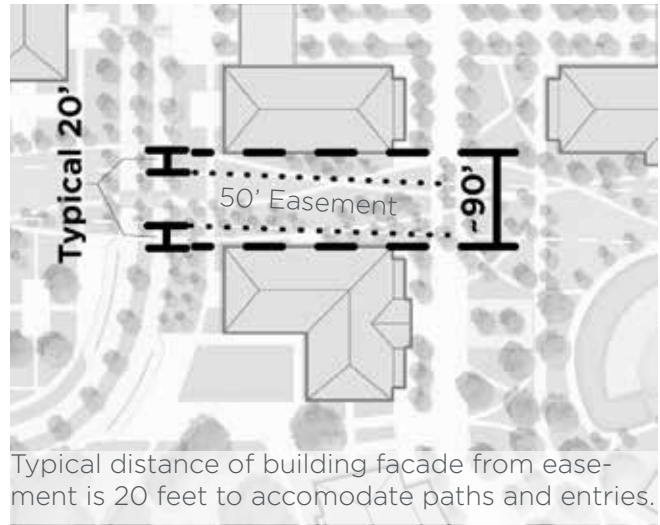 Typical 20’
50’ Easement
~90’
Typical distance of building facade from ease-
ment is 20 feet to accomodate paths and entries.